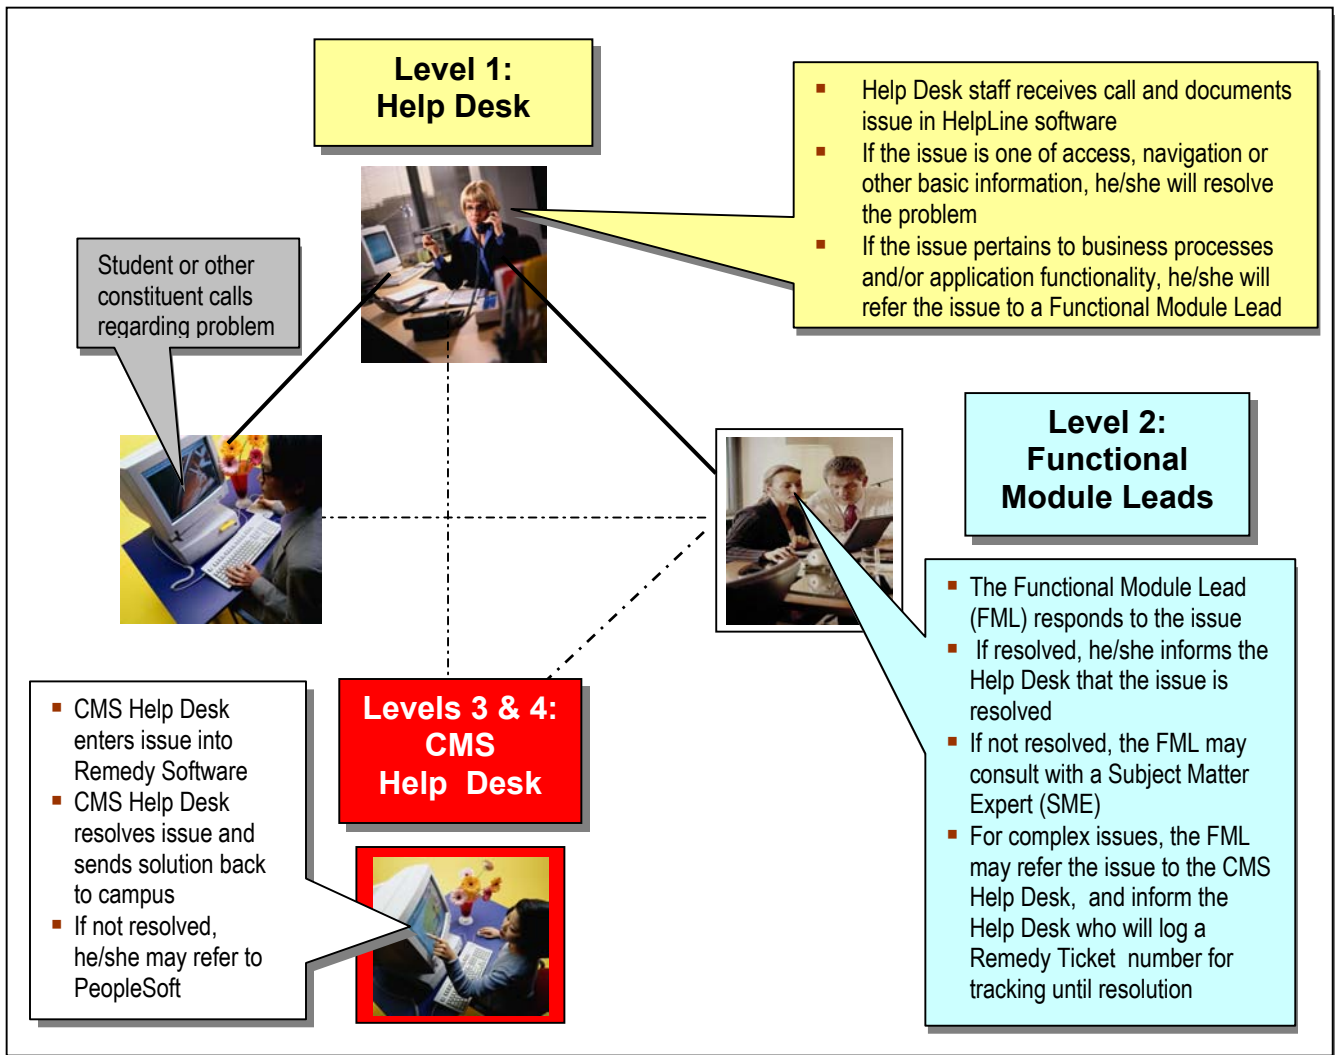 Level 1:
Help Desk
Help Desk staff receives call and documents
issue in HelpLine software
If the issue is one of access, navigation or
other basic information, he/she will resolve
the problem
If the issue pertains to business processes
and/or application functionality, he/she will
refer the issue to a Functional Module Lead
Student or other
constituent calls
regarding problem
Level 2:
Functional
Module Leads
The Functional Module Lead
(FML) responds to the issue
If resolved, he/she informs the
Help Desk that the issue is
resolved
If not resolved, the FML may
consult with a Subject Matter
Expert (SME)
For complex issues, the FML
may refer the issue to the CMS
Help Desk, and inform the
Help Desk who will log a
Remedy Ticket number for
tracking until resolution
Levels 3 & 4:
CMS
Help Desk
CMS Help Desk
enters issue into
Remedy Software
CMS Help Desk
resolves issue and
sends solution back
to campus
If not resolved,
he/she may refer to
PeopleSoft